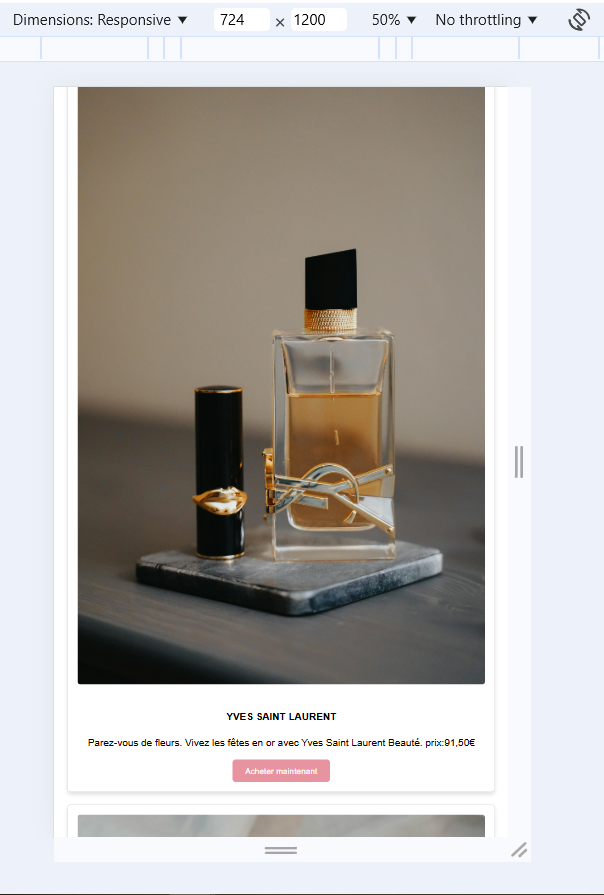 Dimensions: Responsive ▼ 724 × 1200 50% ▼ No throttling ▼
YVES SAINT LAURENT
Parez-vous de fleurs. Vivez les fêtes en or avec Yves Saint Laurent Beauté. prix:91,50€
Acheter maintenant